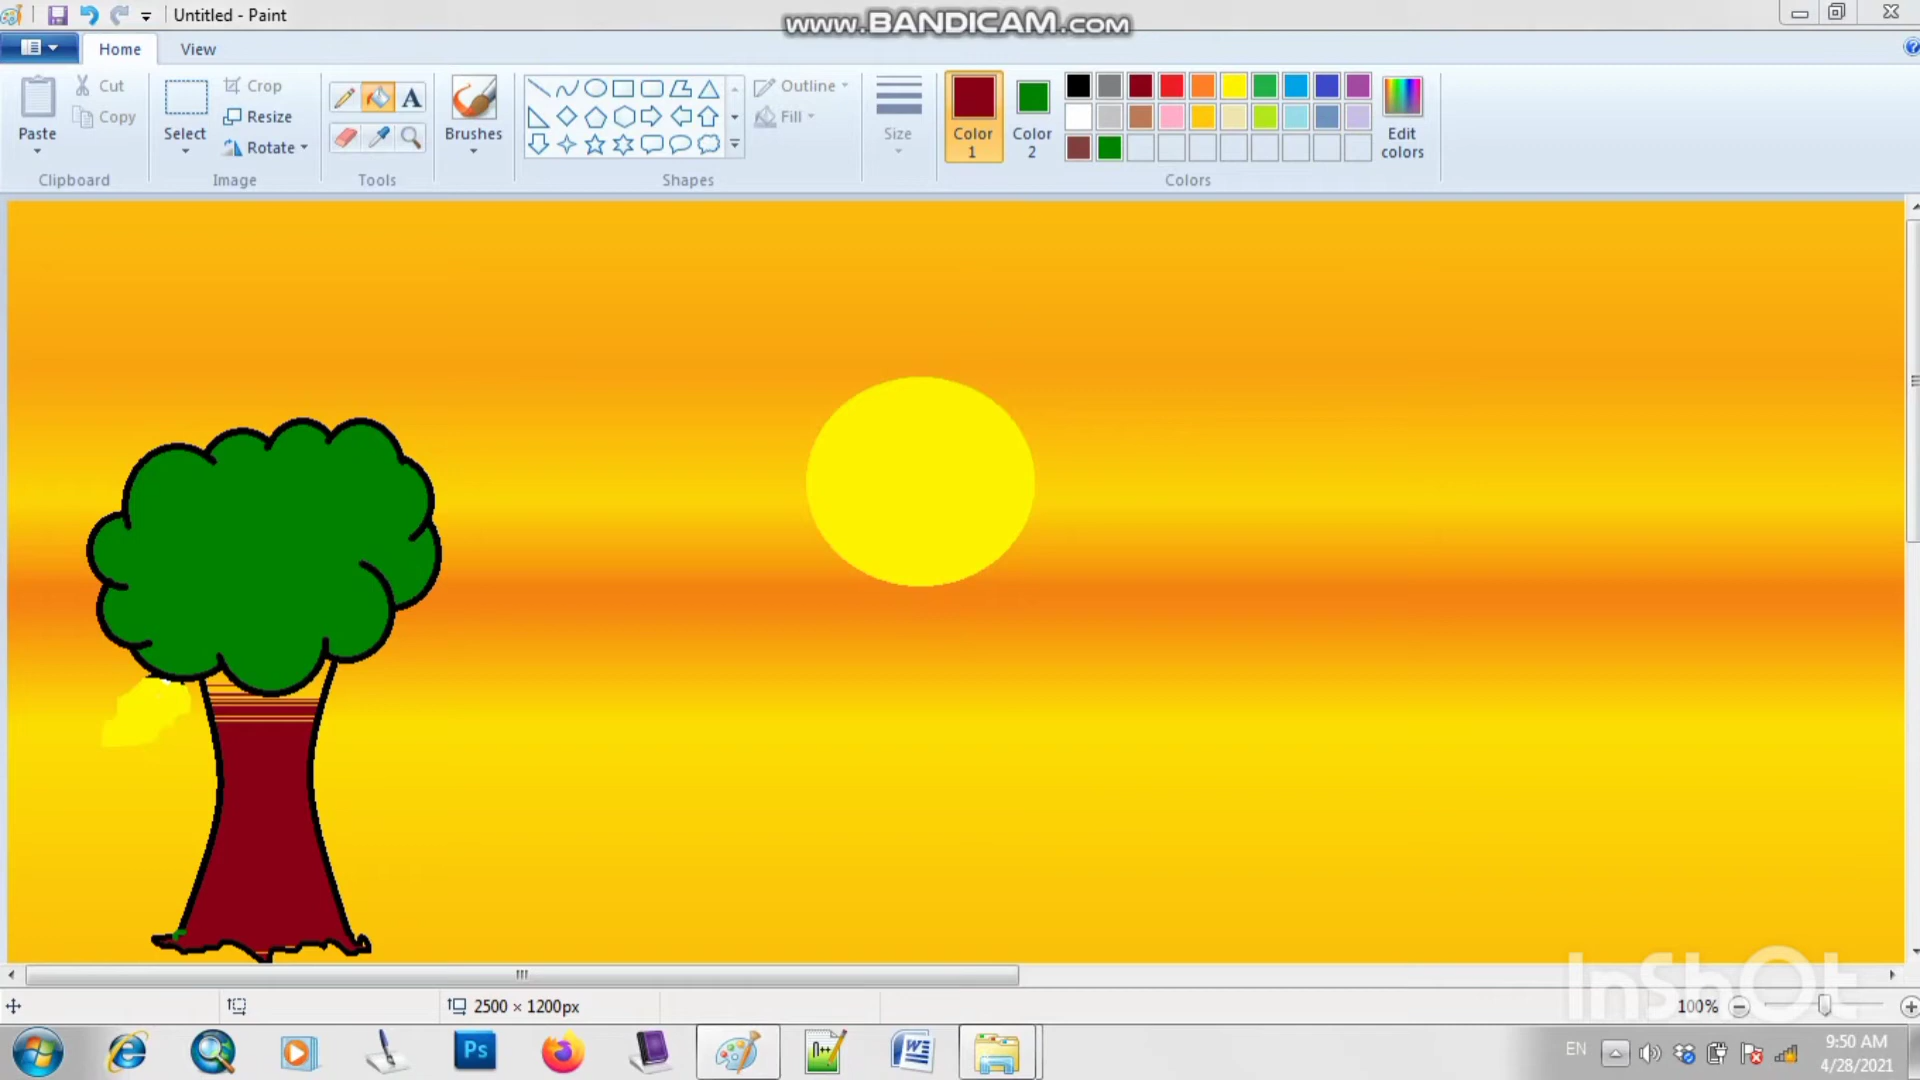 Untitled - Paint
www.BANDICAM.com
Home
View
Paste
Cut
Copy
Clipboard
Select
Crop
Resize
Rotate
Image
A
Tools
Brushes
Outline
Fill
Shapes
Size
Color
1
Color
2
Edit
colors
Colors
2500 × 1200px
100%
InShOt
Ps
n++
W
EN
9:50 AM
4/28/2021